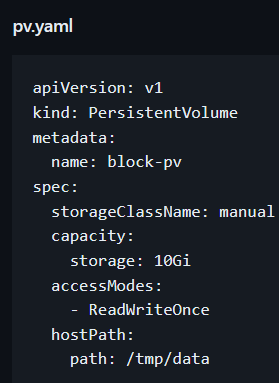 pv.yaml
apiVersion: v1
kind: PersistentVolume
metadata:
  name: block-pv
spec:
  storageClassName: manual
  capacity:
    storage: 10Gi
  accessModes:
    - ReadWriteOnce
  hostPath:
    path: /tmp/data